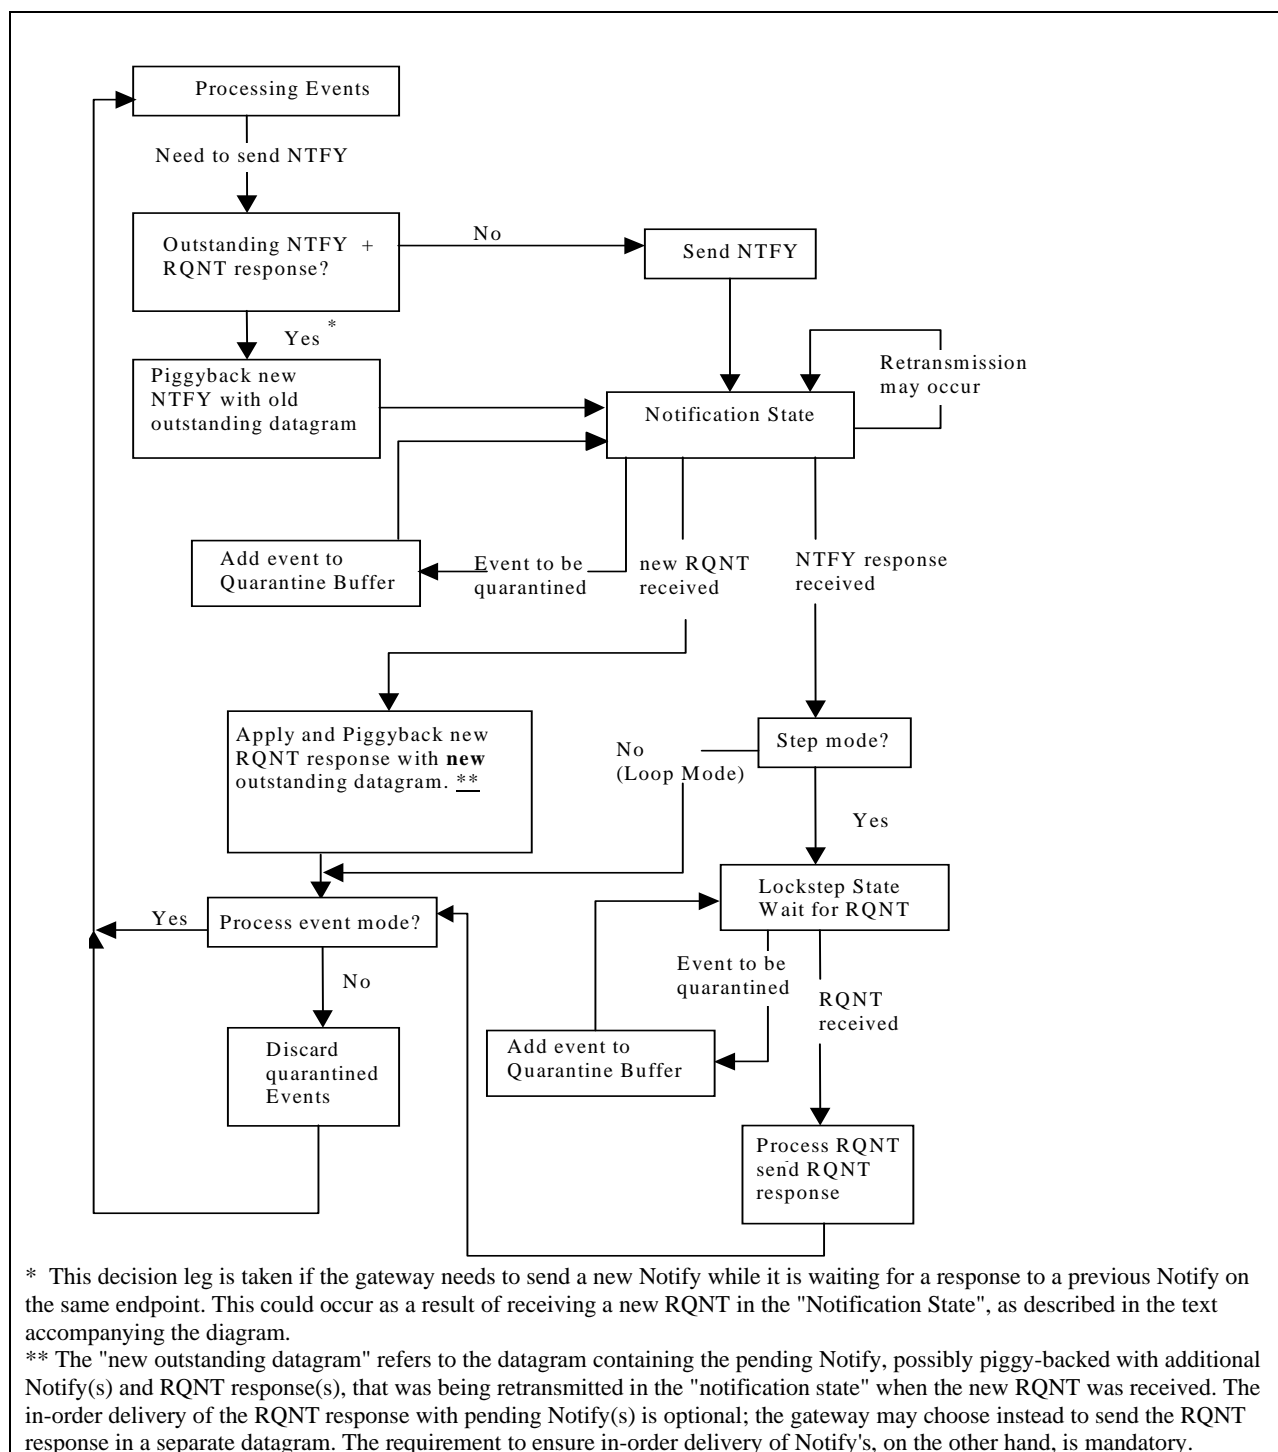 Processing Events
Need to send NTFY
Outstanding NTFY +
RQNT response?
No
Send NTFY
Yes *
Piggyback new
NTFY with old
outstanding datagram
Retransmission
may occur
Notification State
Add event to
Quarantine Buffer
Event to be
quarantined
new RQNT
received
NTFY response
received
Apply and Piggyback new
RQNT response with new
outstanding datagram. **
No
(Loop Mode)
Step mode?
Yes
Lockstep State
Wait for RQNT
Yes
Process event mode?
No
Event to be
quarantined
RQNT
received
Discard
quarantined
Events
Add event to
Quarantine Buffer
Process RQNT
send RQNT
response
* This decision leg is taken if the gateway needs to send a new Notify while it is waiting for a response to a previous Notify on
the same endpoint. This could occur as a result of receiving a new RQNT in the "Notification State", as described in the text
accompanying the diagram.
** The "new outstanding datagram" refers to the datagram containing the pending Notify, possibly piggy-backed with additional
Notify(s) and RQNT response(s), that was being retransmitted in the "notification state" when the new RQNT was received. The
in-order delivery of the RQNT response with pending Notify(s) is optional; the gateway may choose instead to send the RQNT
response in a separate datagram. The requirement to ensure in-order delivery of Notify's, on the other hand, is mandatory.